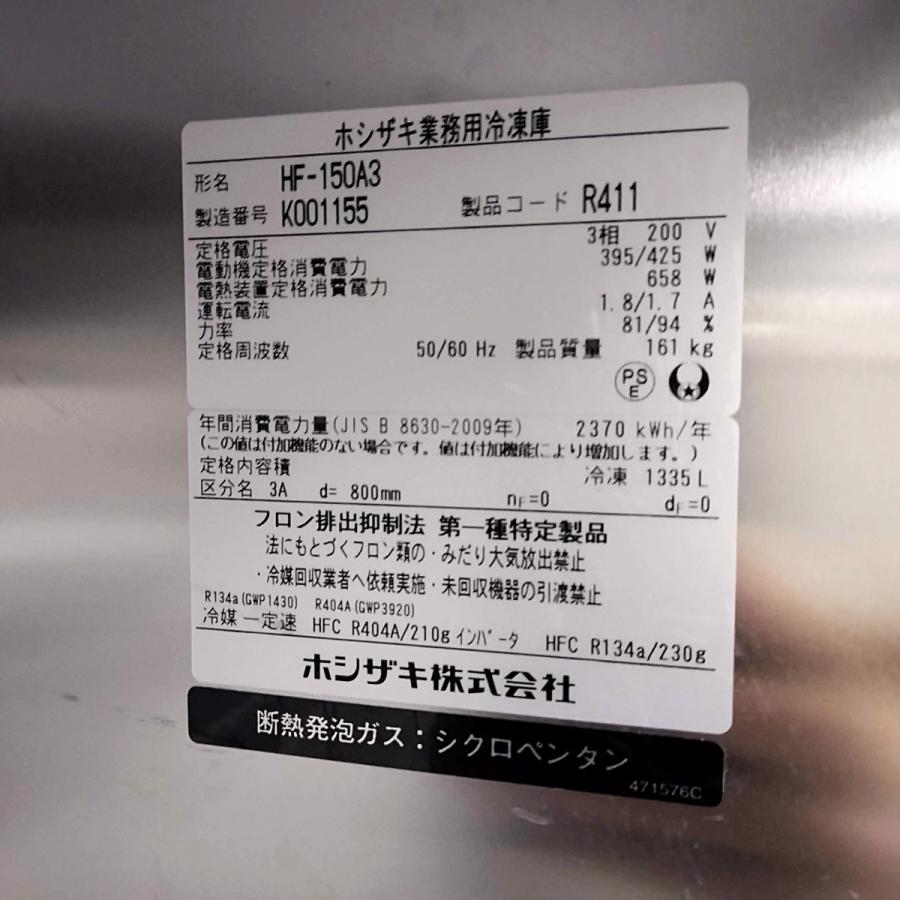 ホシザキ業務用冷凍庫
形名 HF-150A3
製造番号 K001155 製品コード R411
定格電圧 3相 200 V
電動機定格消費電力 395/425 W
電熱装置定格消費電力 658 W
運転電流 1.8/1.7 A
力率 81/94 %
定格周波数 50/60 Hz 製品質量 161 kg
PS
E
年間消費電力量(JIS B 8630-2009年) 2370 kWh/年
(この値は付加機能のない場合です。値は付加機能により増加します。)
定格内容積 冷凍 1335 L
区分名 3A d= 800mm nF=0 dF=0
フロン排出抑制法 第一種特定製品
法にもとづくフロン類の・みだり大気放出禁止
・冷媒回収業者へ依頼実施・未回収機器の引渡禁止
R134a(GWP1430) R404A(GWP3920)
冷媒 一定速 HFC R404A/210g インバータ HFC R134a/230g
ホシザキ株式会社
断熱発泡ガス：シクロペンタン
471576C